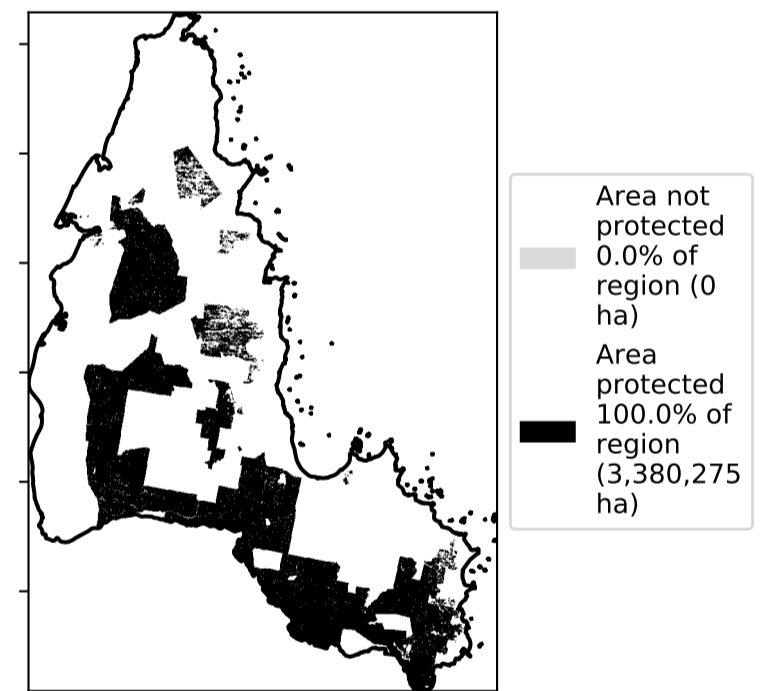 Area not
protected
0.0% of
region (0
ha)
Area
protected
100.0% of
region
(3,380,275
ha)